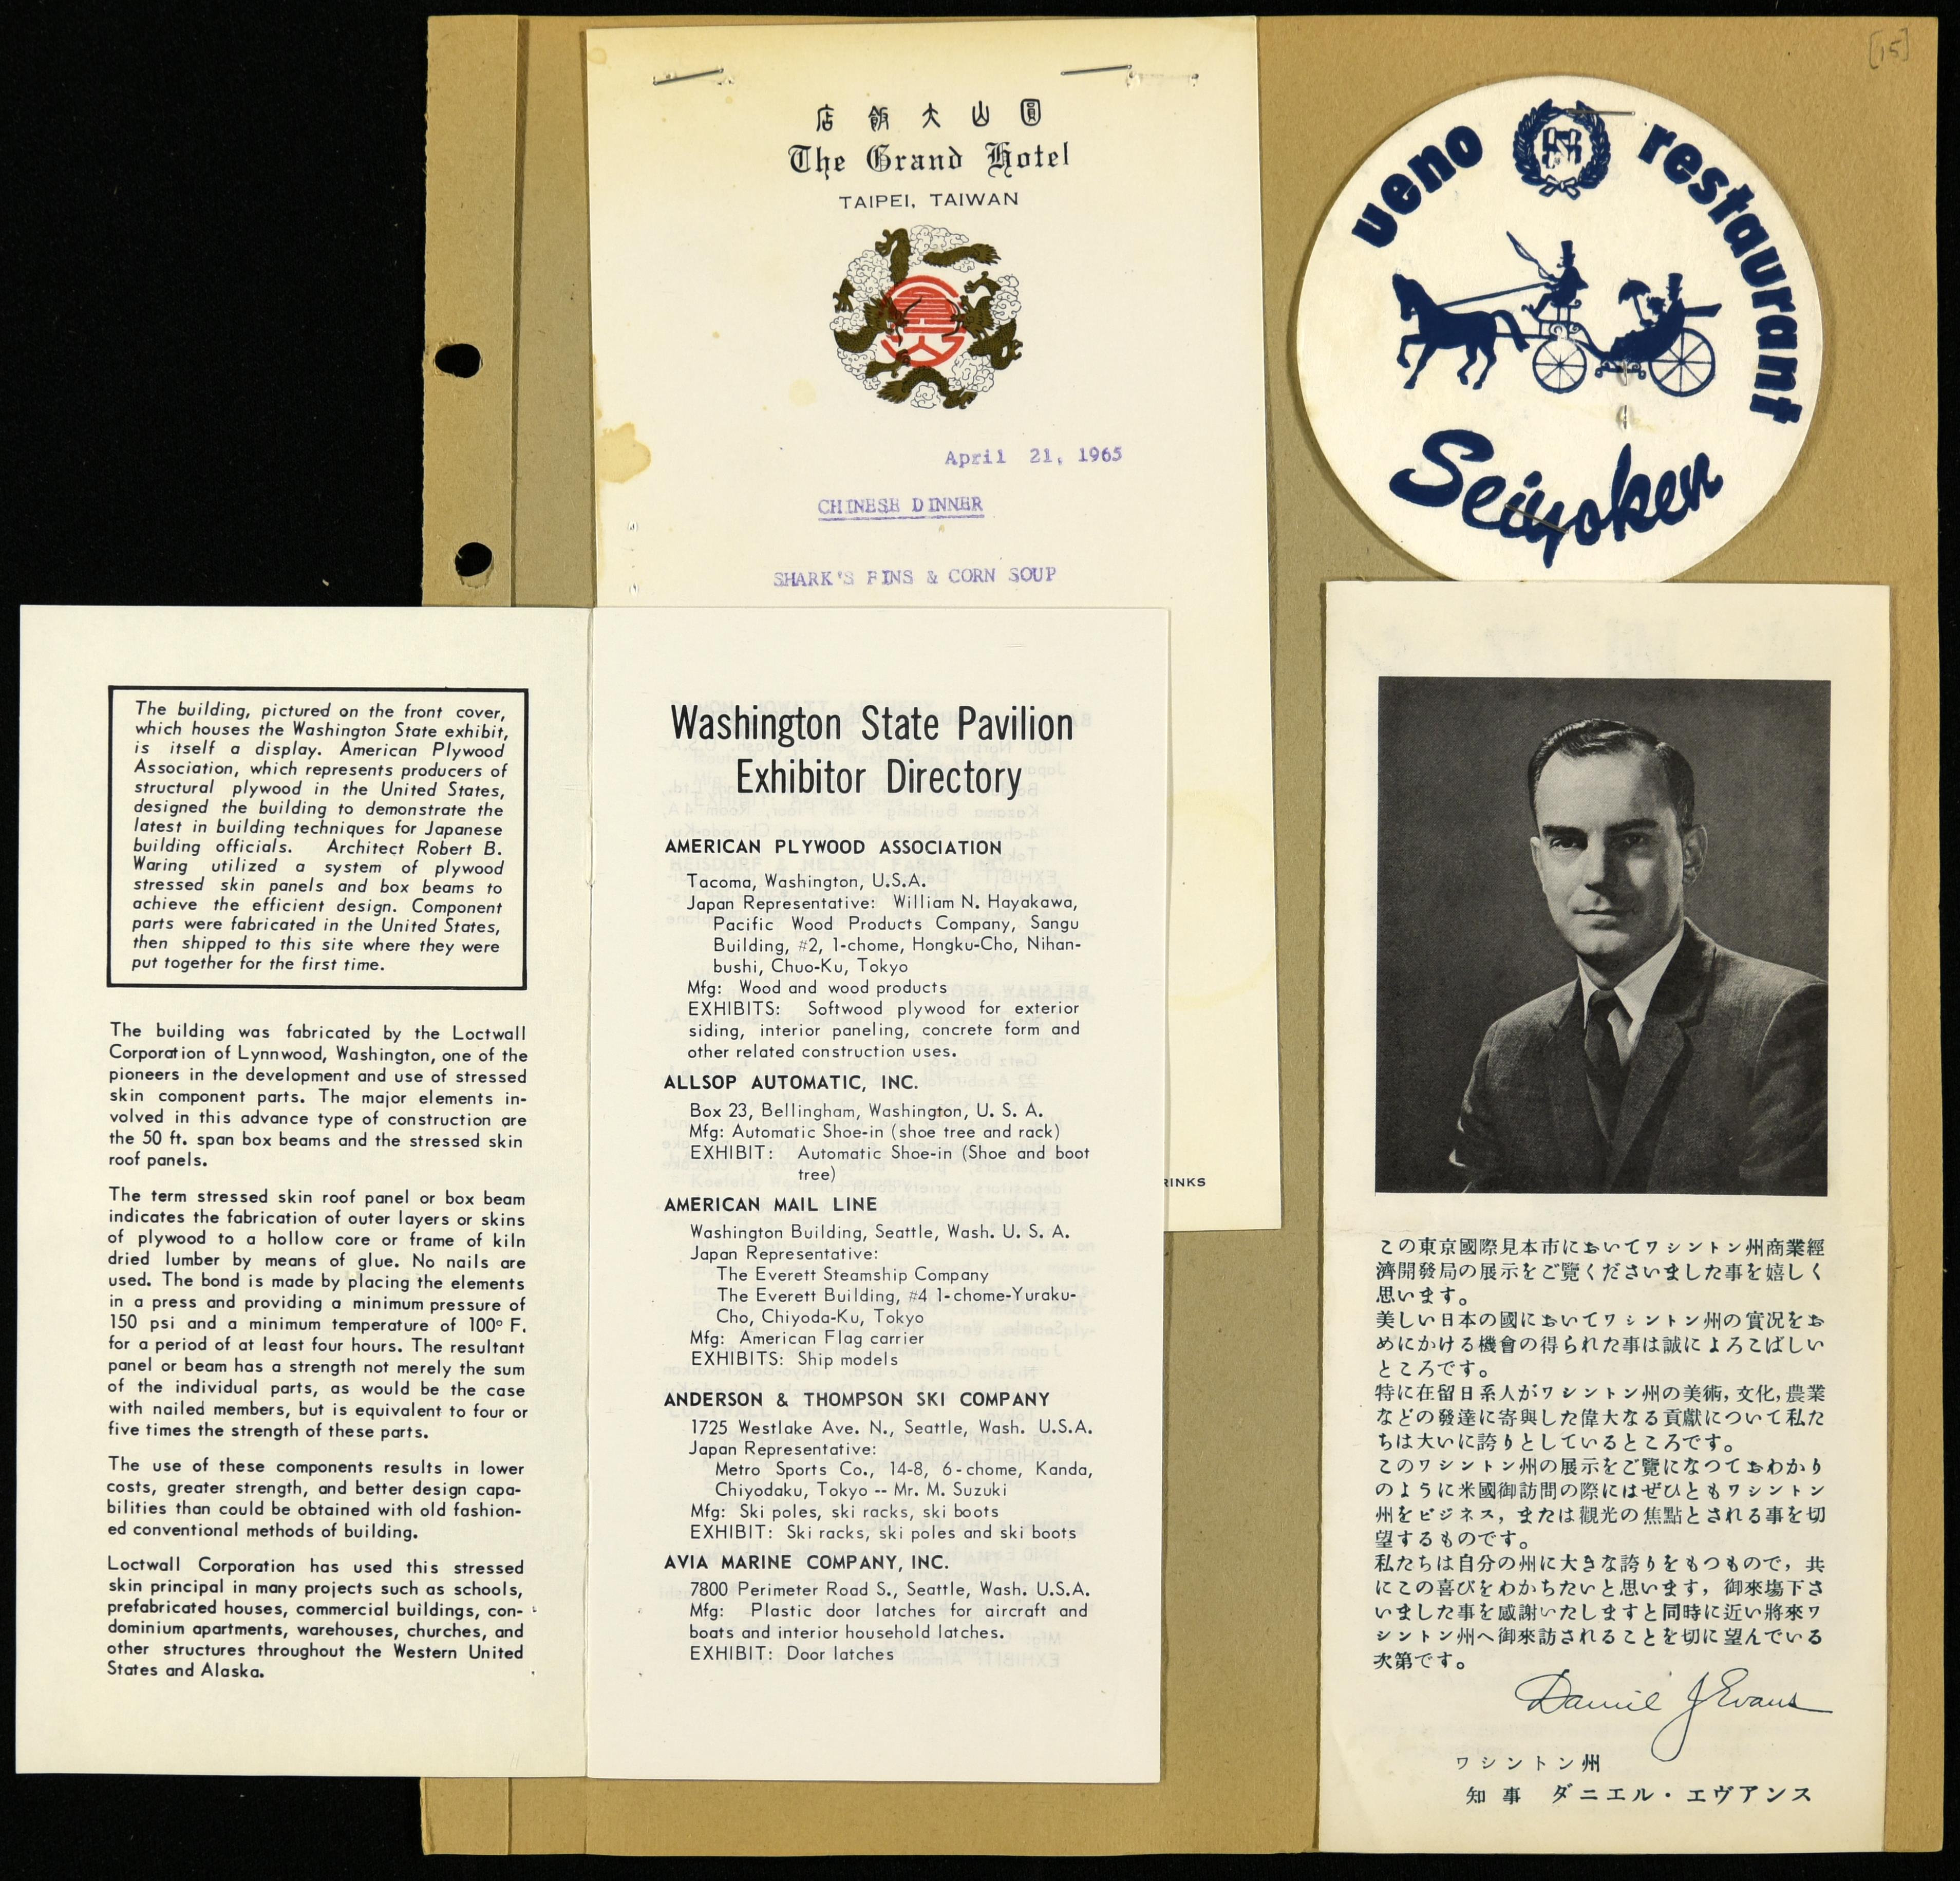 [15]
店 飯 大 山 圓
The Grand Hotel
TAIPEI, TAIWAN
April 21, 1965
CHINESE DINNER
SHARK'S FINS & CORN SOUP
RINKS
ueno restaurant
Seiyoken
The building, pictured on the front cover,
which houses the Washington State exhibit,
is itself a display. American Plywood
Association, which represents producers of
structural plywood in the United States,
designed the building to demonstrate the
latest in building techniques for Japanese
building officials. Architect Robert B.
Waring utilized a system of plywood
stressed skin panels and box beams to
achieve the efficient design. Component
parts were fabricated in the United States,
then shipped to this site where they were
put together for the first time.
The building was fabricated by the Loctwall
Corporation of Lynnwood, Washington, one of the
pioneers in the development and use of stressed
skin component parts. The major elements in-
volved in this advance type of construction are
the 50 ft. span box beams and the stressed skin
roof panels.
The term stressed skin roof panel or box beam
indicates the fabrication of outer layers or skins
of plywood to a hollow core or frame of kiln
dried lumber by means of glue. No nails are
used. The bond is made by placing the elements
in a press and providing a minimum pressure of
150 psi and a minimum temperature of 100° F.
for a period of at least four hours. The resultant
panel or beam has a strength not merely the sum
of the individual parts, as would be the case
with nailed members, but is equivalent to four or
five times the strength of these parts.
The use of these components results in lower
costs, greater strength, and better design capa-
bilities than could be obtained with old fashion-
ed conventional methods of building.
Loctwall Corporation has used this stressed
skin principal in many projects such as schools,
prefabricated houses, commercial buildings, con-
dominium apartments, warehouses, churches, and
other structures throughout the Western United
States and Alaska.
Washington State Pavilion
Exhibitor Directory
AMERICAN PLYWOOD ASSOCIATION
Tacoma, Washington, U.S.A.
Japan Representative: William N. Hayakawa,
Pacific Wood Products Company, Sangu
Building, #2, 1-chome, Hongku-Cho, Nihan-
bushi, Chuo-Ku, Tokyo
Mfg: Wood and wood products
EXHIBITS: Softwood plywood for exterior
siding, interior paneling, concrete form and
other related construction uses.
ALLSOP AUTOMATIC, INC.
Box 23, Bellingham, Washington, U. S. A.
Mfg: Automatic Shoe-in (shoe tree and rack)
EXHIBIT: Automatic Shoe-in (Shoe and boot
tree)
AMERICAN MAIL LINE
Washington Building, Seattle, Wash. U. S. A.
Japan Representative:
The Everett Steamship Company
The Everett Building, #4 1-chome-Yuraku-
Cho, Chiyoda-Ku, Tokyo
Mfg: American Flag carrier
EXHIBITS: Ship models
ANDERSON & THOMPSON SKI COMPANY
1725 Westlake Ave. N., Seattle, Wash. U.S.A.
Japan Representative:
Metro Sports Co., 14-8, 6-chome, Kanda,
Chiyodaku, Tokyo -- Mr. M. Suzuki
Mfg: Ski poles, ski racks, ski boots
EXHIBIT: Ski racks, ski poles and ski boots
AVIA MARINE COMPANY, INC.
7800 Perimeter Road S., Seattle, Wash. U.S.A.
Mfg: Plastic door latches for aircraft and
boats and interior household latches.
EXHIBIT: Door latches
この東京國際見本市においてワシントン州商業經
濟開發局の展示をご覽くださいました事を嬉しく
思います。
美しい日本の國においてワシントン州の實況をお
めにかける機會の得られた事は誠によろこばしい
ところです。
特に在留日系人がワシントン州の美術，文化，農業
などの發達に寄與した偉大なる貢獻について私た
ちは大いに誇りとしているところです。
このワシントン州の展示をご覽になつておわかり
のように米國御訪問の際にはぜひともワシントン
州をビジネス，または觀光の焦點とされる事を切
望するものです。
私たちは自分の州に大きな誇りをもつもので，共
にこの喜びをわかちたいと思います，御來塲下さ
いました事を感謝いたしますと同時に近い將來ワ
シントン州へ御來訪されることを切に望んでいる
次第です。
Daniel J Evans
ワシントン州
知 事 ダニエル・エヴアンス